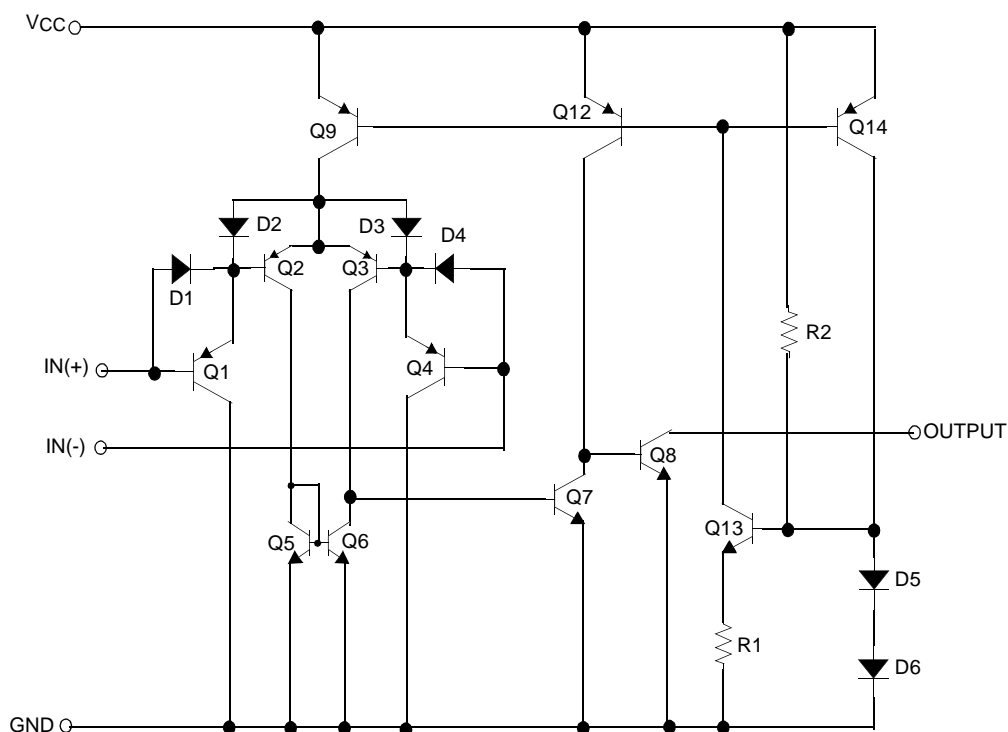 VCC
Q9
Q12
Q14
D2
D3
D4
Q2
Q3
D1
R2
IN(+)
Q1
Q4
OUTPUT
IN(-)
Q8
Q7
Q13
Q5
Q6
D5
R1
D6
GND